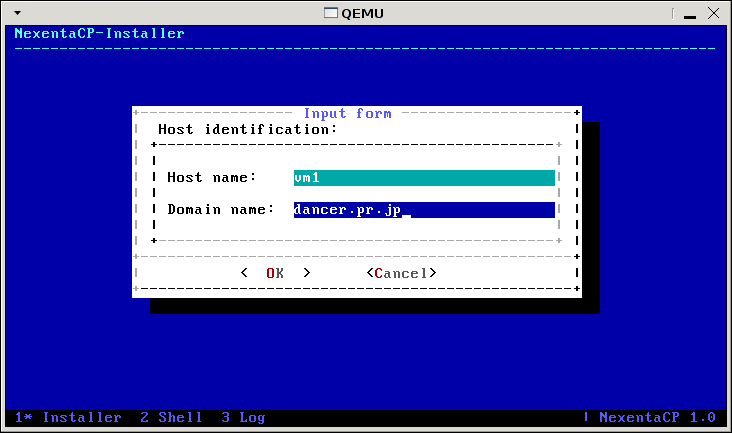 QEMU
NexentaCP-Installer
Input form
Host identification:
Host name: vm1
Domain name: dancer.pr.jp_
< OK > <Cancel>
1* Installer 2 Shell 3 Log | NexentaCP 1.0